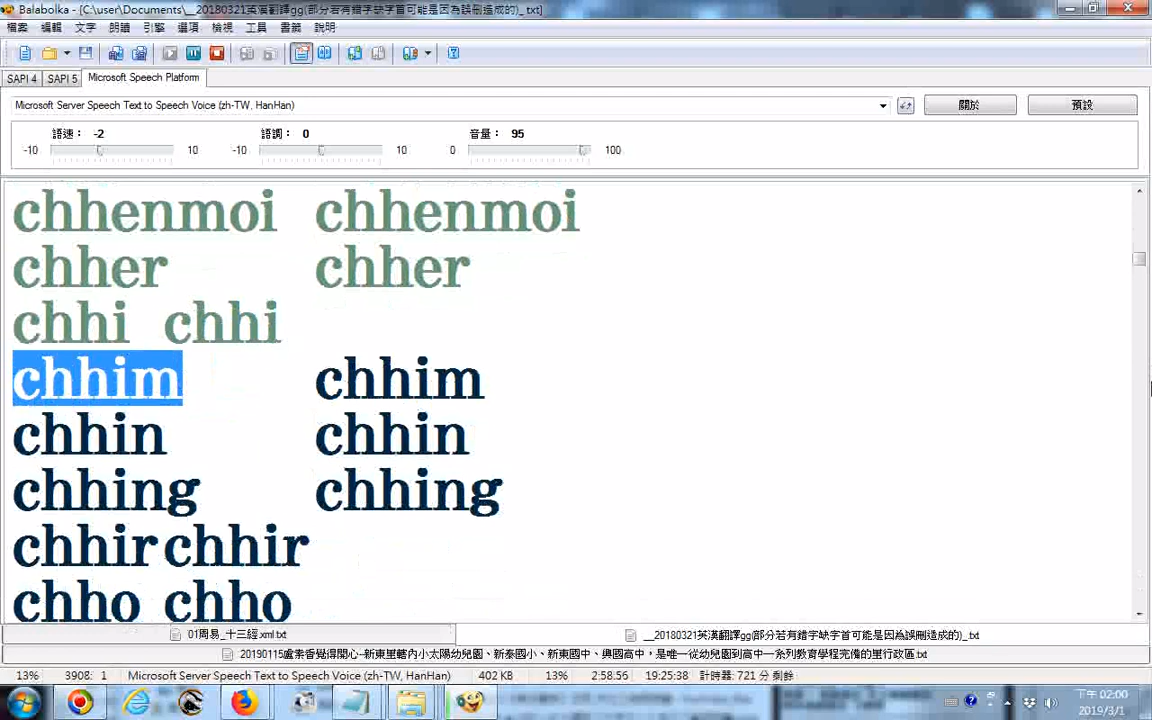 Balabolka - [C:\user\Documents\__20180321英漢翻譯gg(部分若有錯字缺字首可能是因為誤刪造成的)_.txt]
檔案 編輯 文字 朗讀 引擎 選項 檢視 工具 書籤 說明
SAPI 4 SAPI 5 Microsoft Speech Platform
Microsoft Server Speech Text to Speech Voice (zh-TW, HanHan) 關於 預設
語速： -2 語調： 0 音量： 95
-10 10 -10 10 0 100
chhenmoi chhenmoi
chher chher
chhi chhi
chhim chhim
chhin chhin
chhing chhing
chhir chhir
chho chho
01周易_十三經.xml.txt __20180321英漢翻譯gg(部分若有錯字缺字首可能是因為誤刪造成的)_.txt
20190115盧素香覺得開心-新東里轄內小太陽幼兒園、新泰國小、新東國中、興國高中，是唯一從幼兒園到高中一系列教育學程完備的里行政區.txt
13% 3908: 1 Microsoft Server Speech Text to Speech Voice (zh-TW, HanHan) 402 KB 13% 2:58:56 19:25:38 計時器: 721 分 剩餘
下午 02:00
2019/3/1